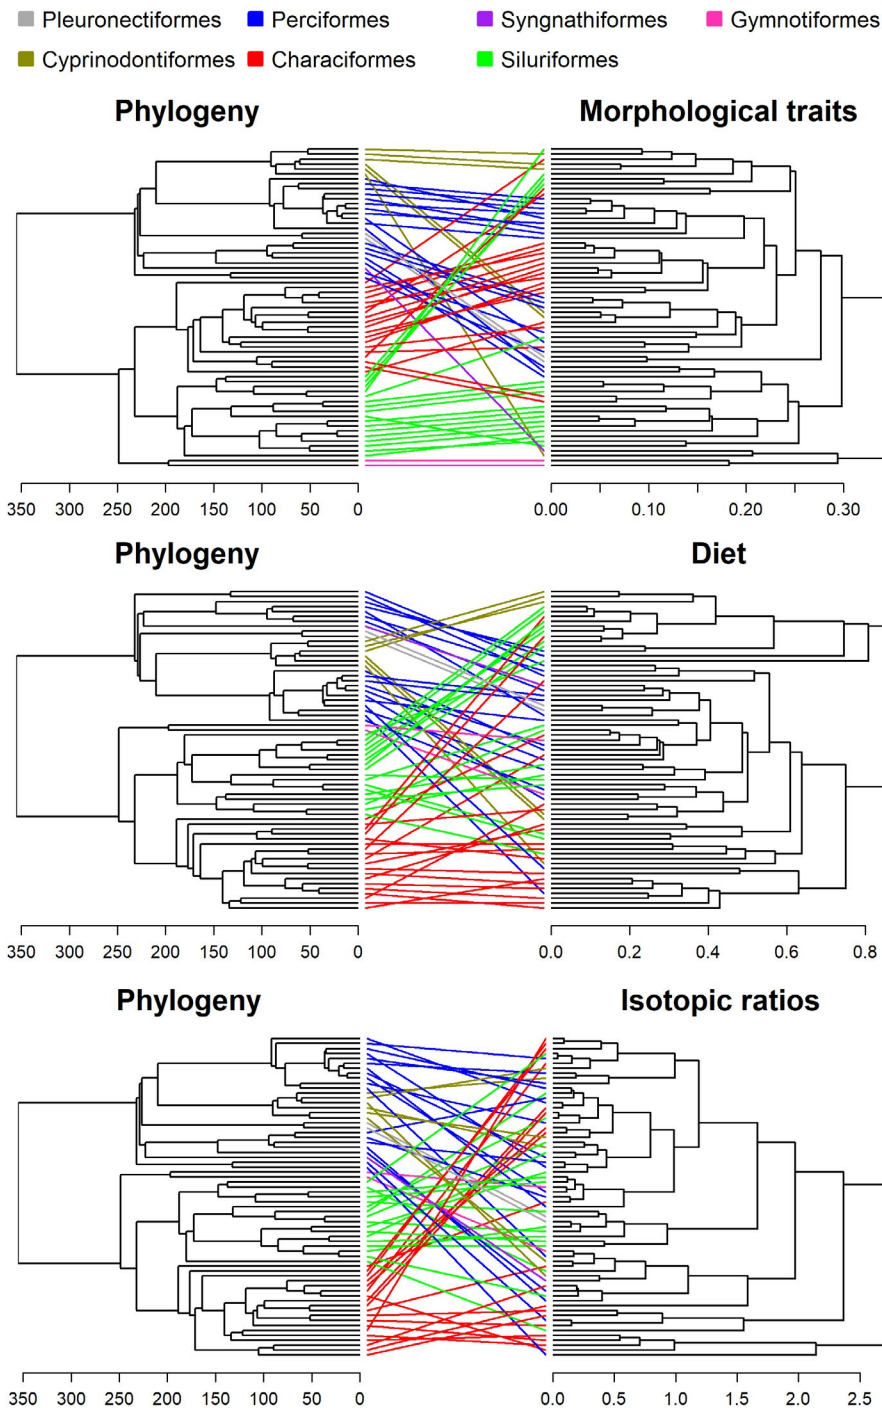 Pleuronectiformes Perciformes Syngnathiformes Gymnotiformes
Cyprinodontiformes Characiformes Siluriformes
Phylogeny Morphological traits
350 300 250 200 150 100 50 0 0.00 0.10 0.20 0.30
Phylogeny Diet
350 300 250 200 150 100 50 0 0.0 0.2 0.4 0.6 0.8
Phylogeny Isotopic ratios
350 300 250 200 150 100 50 0 0.0 0.5 1.0 1.5 2.0 2.5